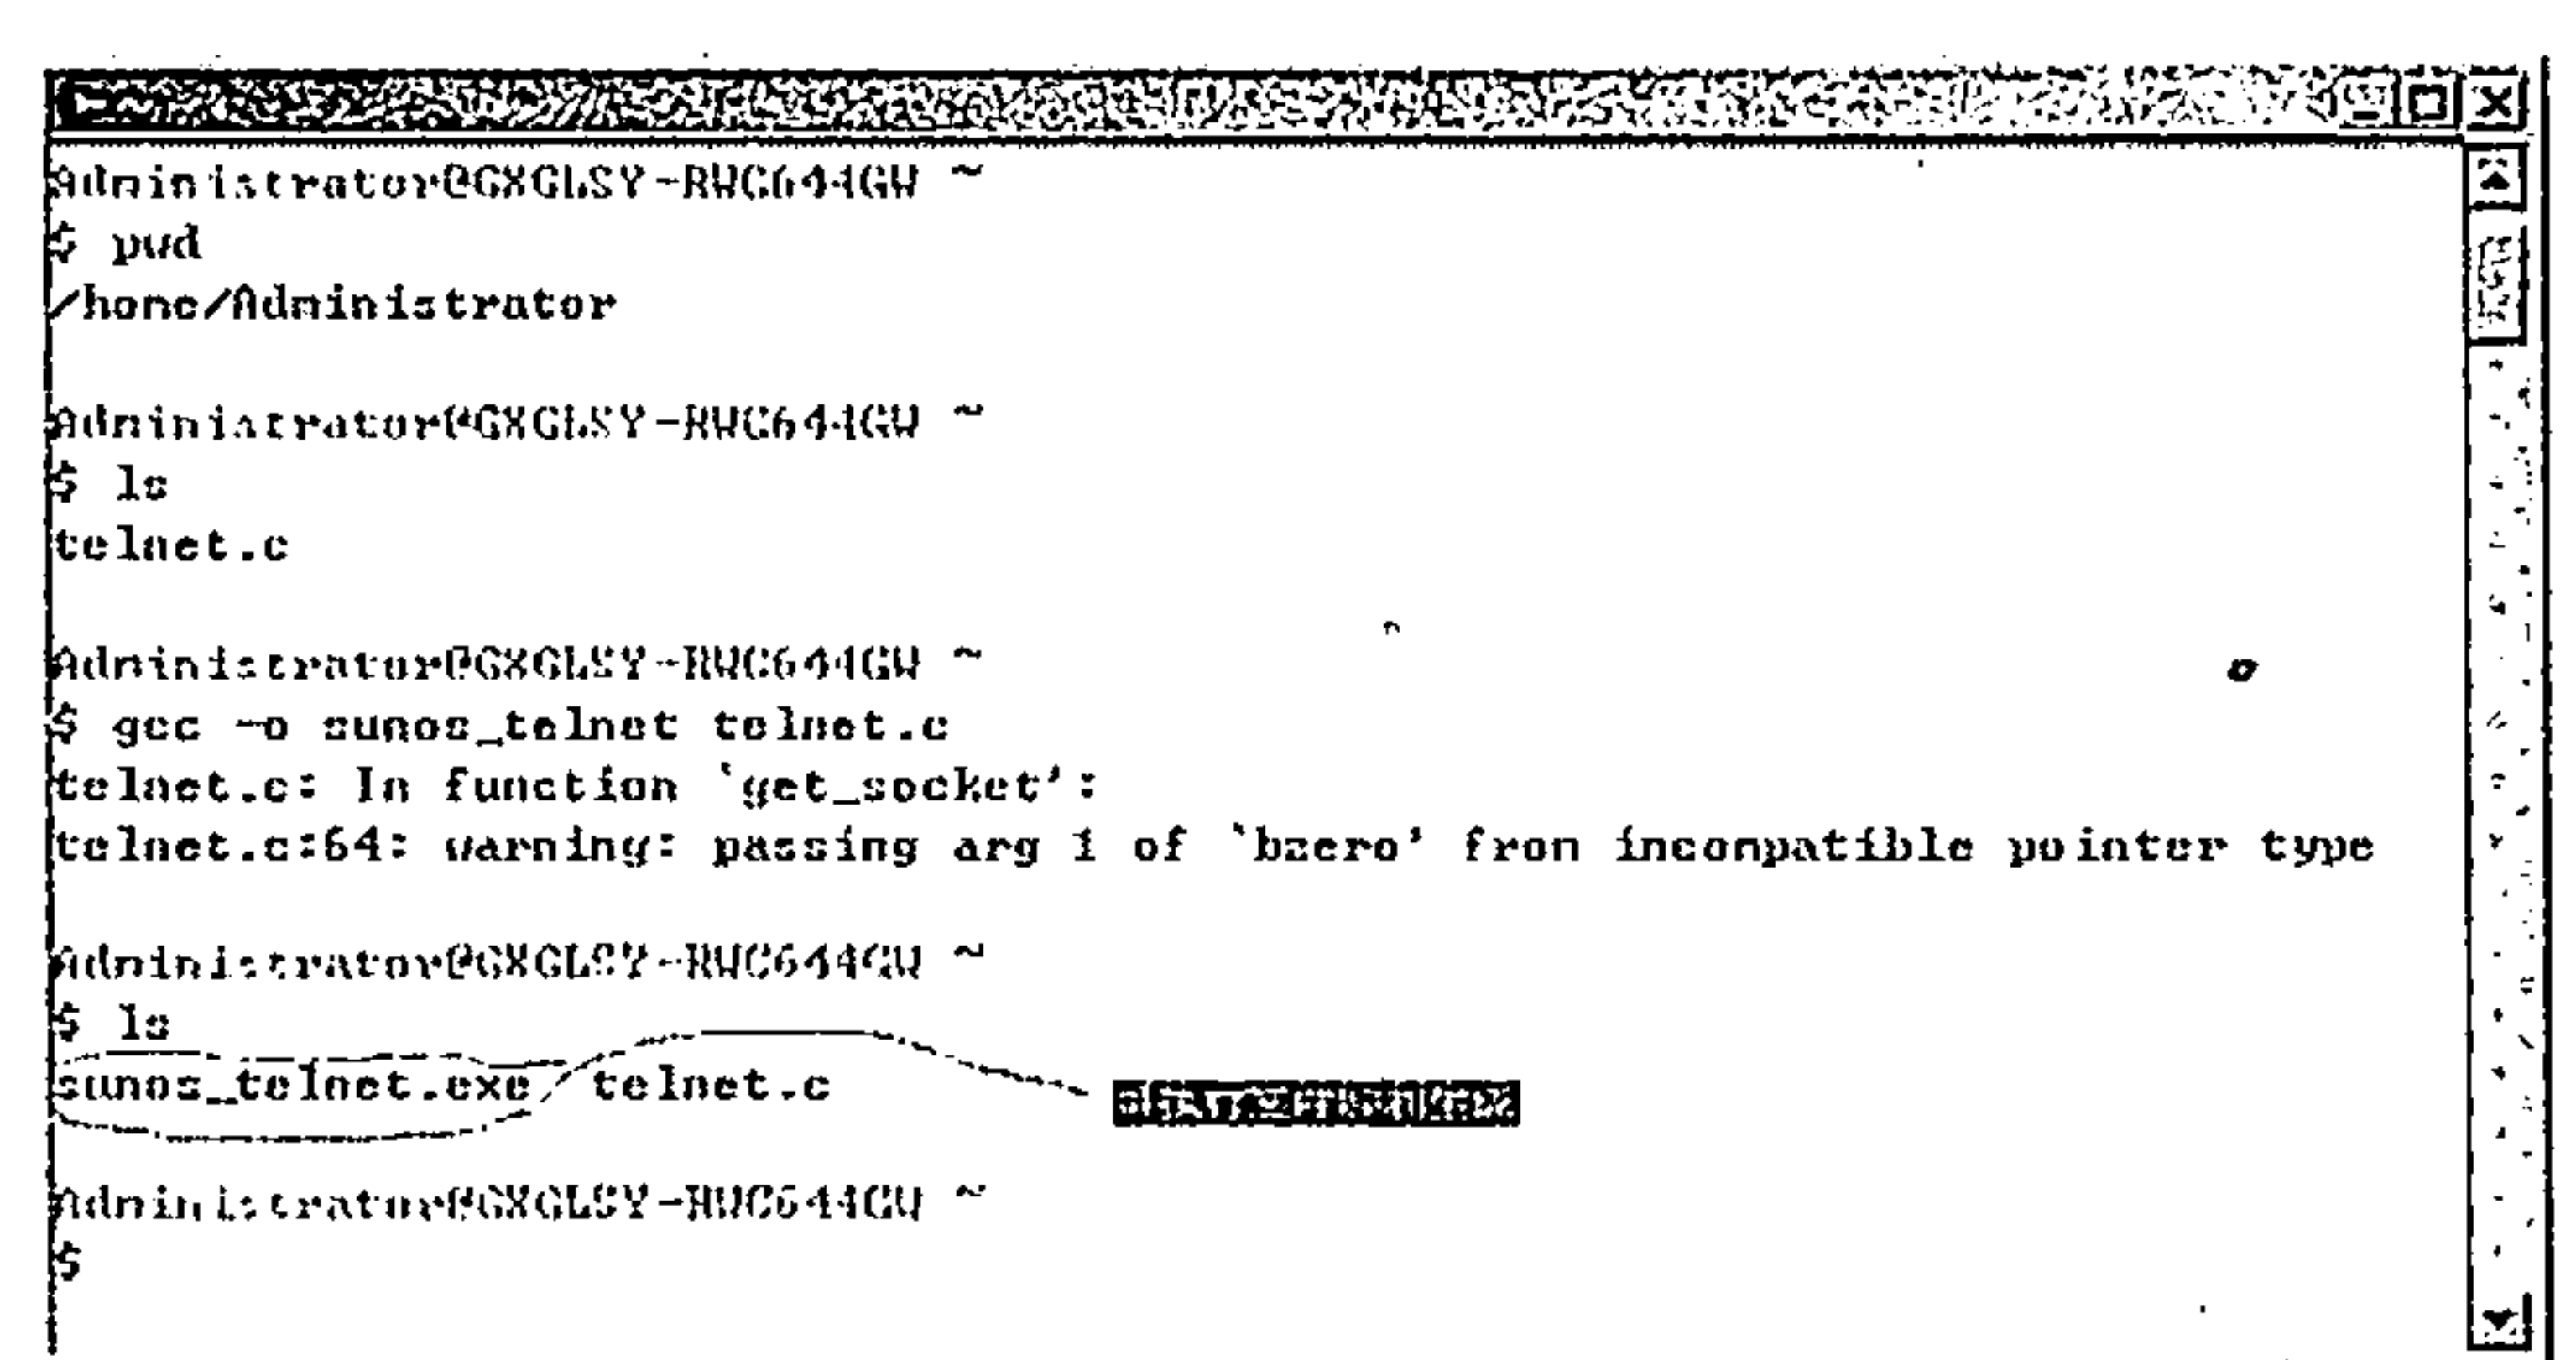 Administrator@GXGLSY-RWC644GW ~
$ pwd
/home/Administrator
Administrator@GXGLSY-RWC644GW ~
$ ls
telnet.c
Administrator@GXGLSY-RWC644GW ~
$ gcc -o sunos_telnet telnet.c
telnet.c: In function `get_socket':
telnet.c:64: warning: passing arg 1 of `bzero' from incompatible pointer type
Administrator@GXGLSY-RWC644GW ~
$ ls
sunos_telnet.exe telnet.c
Administrator@GXGLSY-RWC644GW ~
$